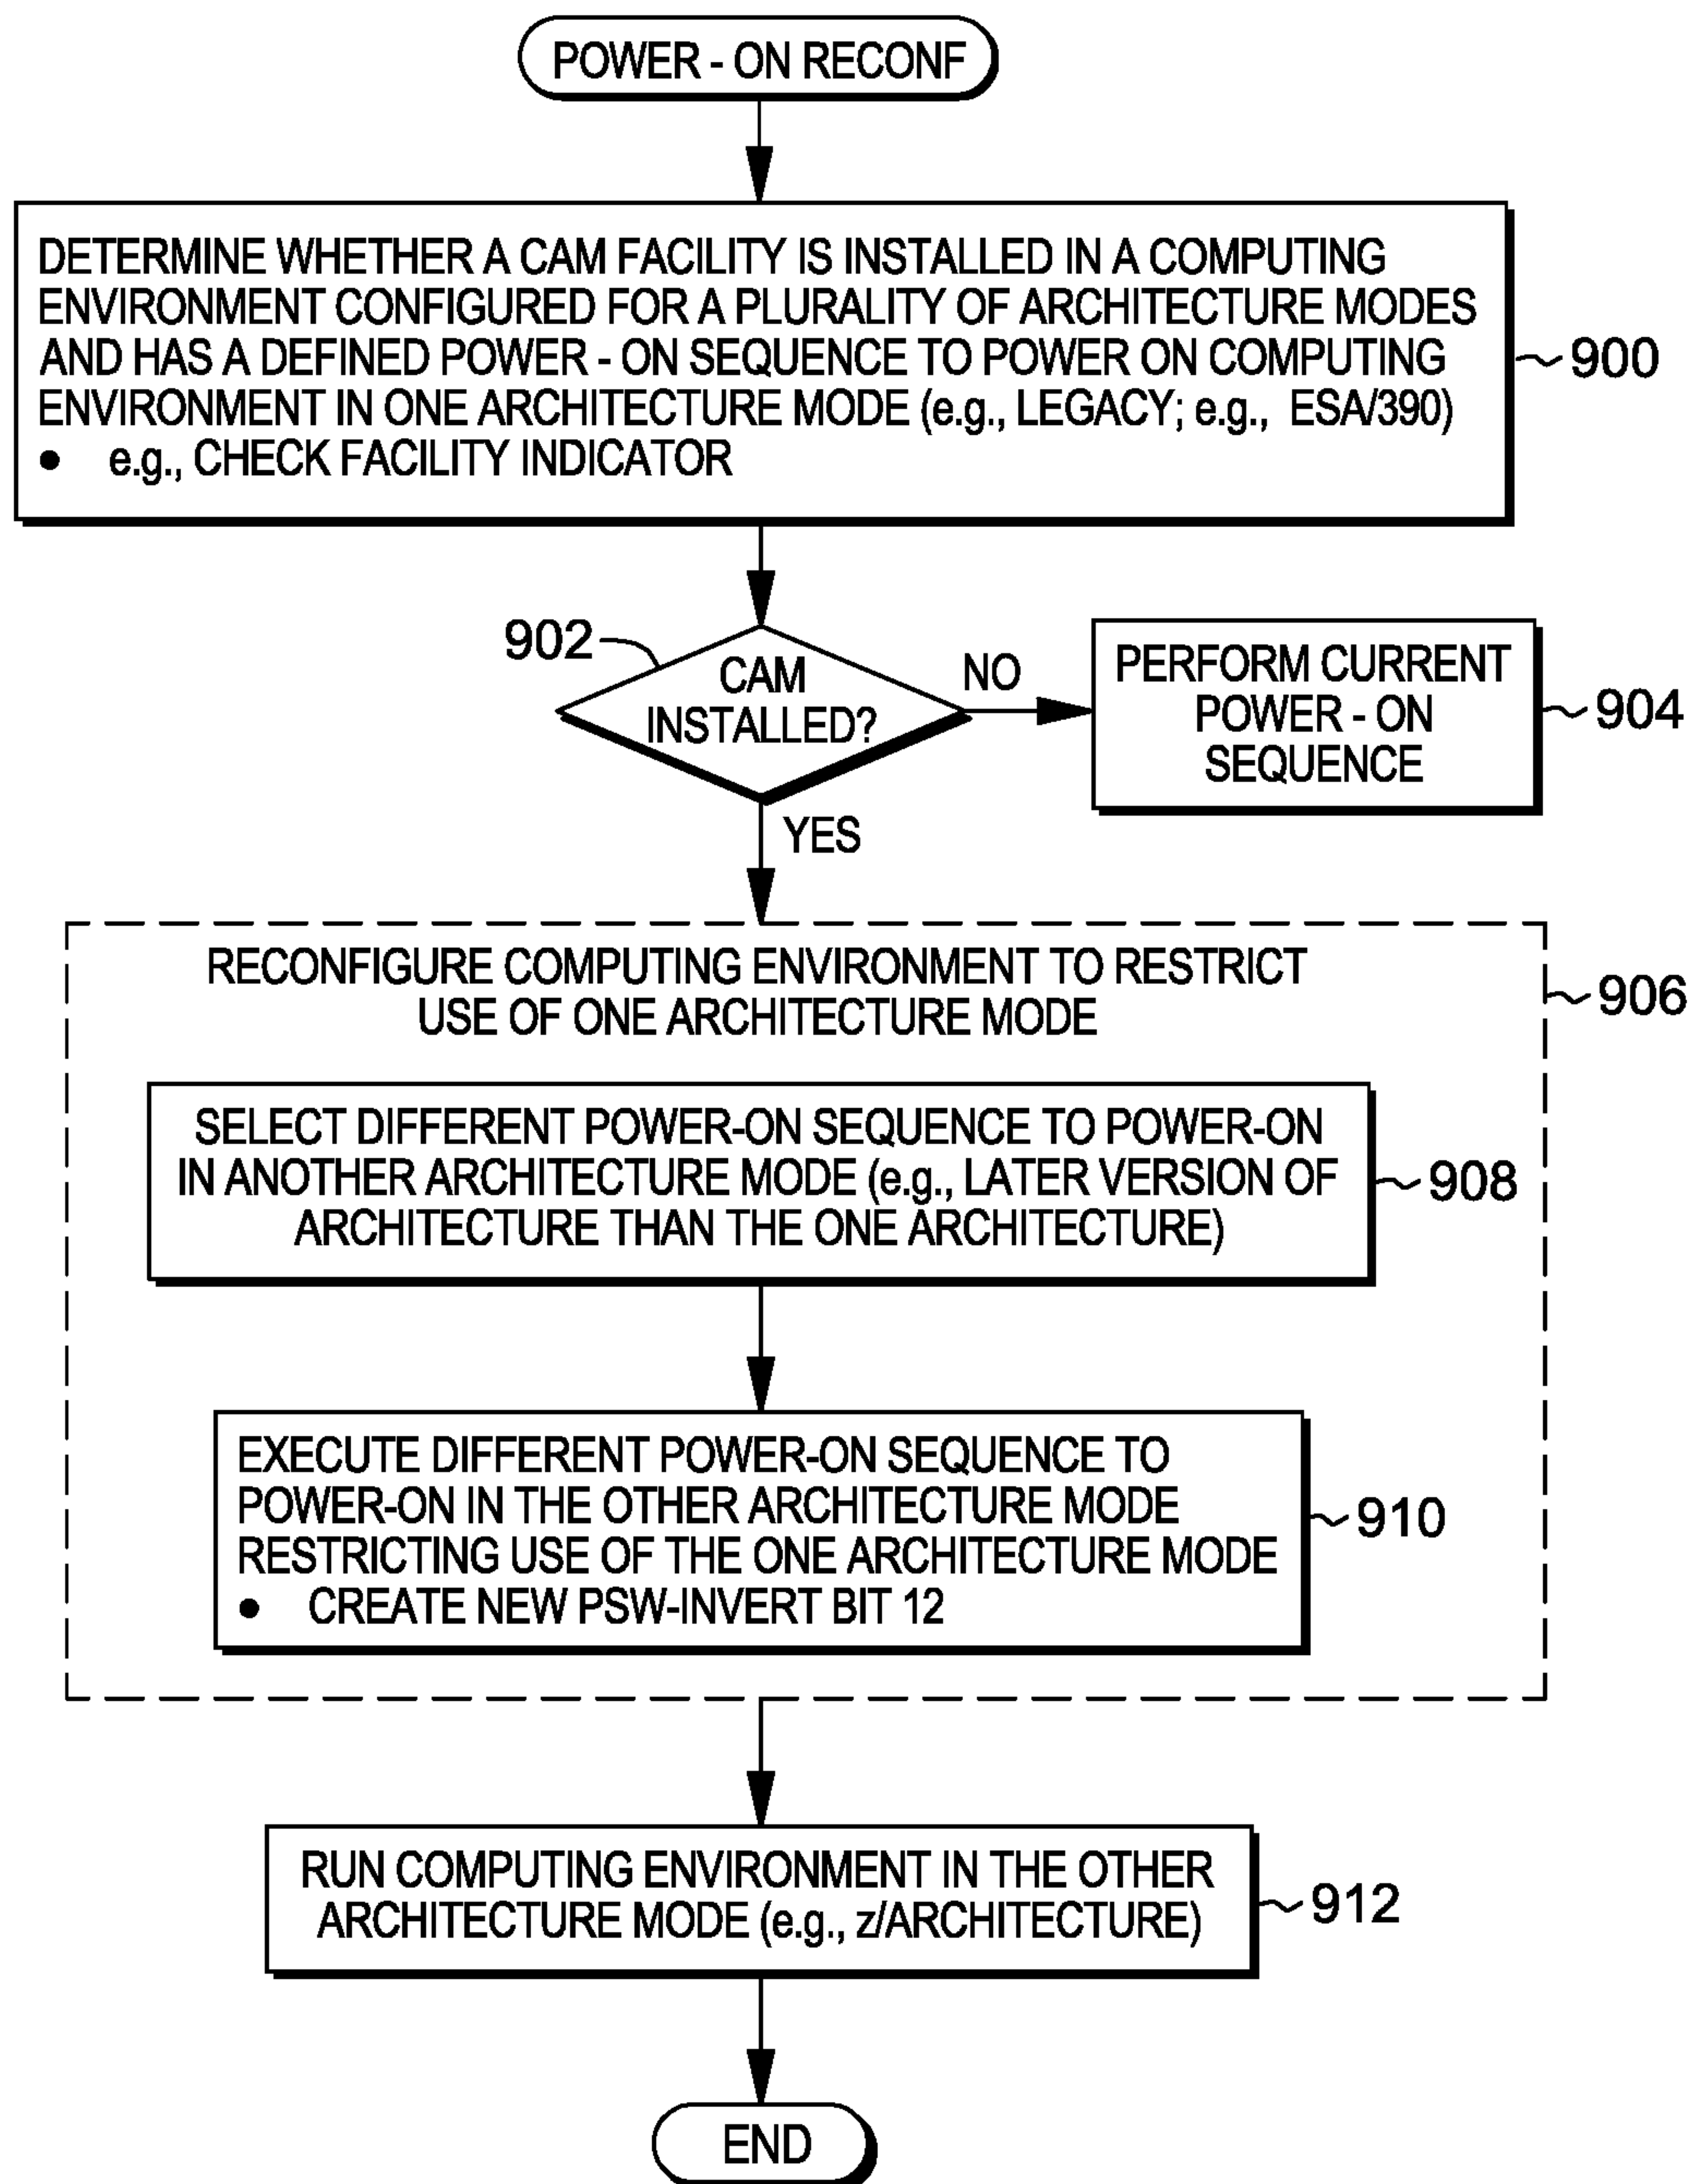 POWER - ON RECONF
DETERMINE WHETHER A CAM FACILITY IS INSTALLED IN A COMPUTING
ENVIRONMENT CONFIGURED FOR A PLURALITY OF ARCHITECTURE MODES
AND HAS A DEFINED POWER - ON SEQUENCE TO POWER ON COMPUTING
ENVIRONMENT IN ONE ARCHITECTURE MODE (e.g., LEGACY; e.g., ESA/390)
• e.g., CHECK FACILITY INDICATOR
900
902
CAM
INSTALLED?
NO
PERFORM CURRENT
POWER - ON
SEQUENCE
904
YES
RECONFIGURE COMPUTING ENVIRONMENT TO RESTRICT
USE OF ONE ARCHITECTURE MODE
906
SELECT DIFFERENT POWER-ON SEQUENCE TO POWER-ON
IN ANOTHER ARCHITECTURE MODE (e.g., LATER VERSION OF
ARCHITECTURE THAN THE ONE ARCHITECTURE)
908
EXECUTE DIFFERENT POWER-ON SEQUENCE TO
POWER-ON IN THE OTHER ARCHITECTURE MODE
RESTRICTING USE OF THE ONE ARCHITECTURE MODE
• CREATE NEW PSW-INVERT BIT 12
910
RUN COMPUTING ENVIRONMENT IN THE OTHER
ARCHITECTURE MODE (e.g., z/ARCHITECTURE)
912
END